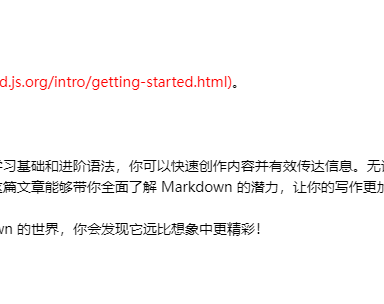 d.js.org/intro/getting-started.html)。
学习基础和进阶语法，你可以快速创作内容并有效传达信息。无
篇文章能够带你全面了解 Markdown 的潜力，让你的写作更加
wn 的世界，你会发现它远比想象中更精彩！